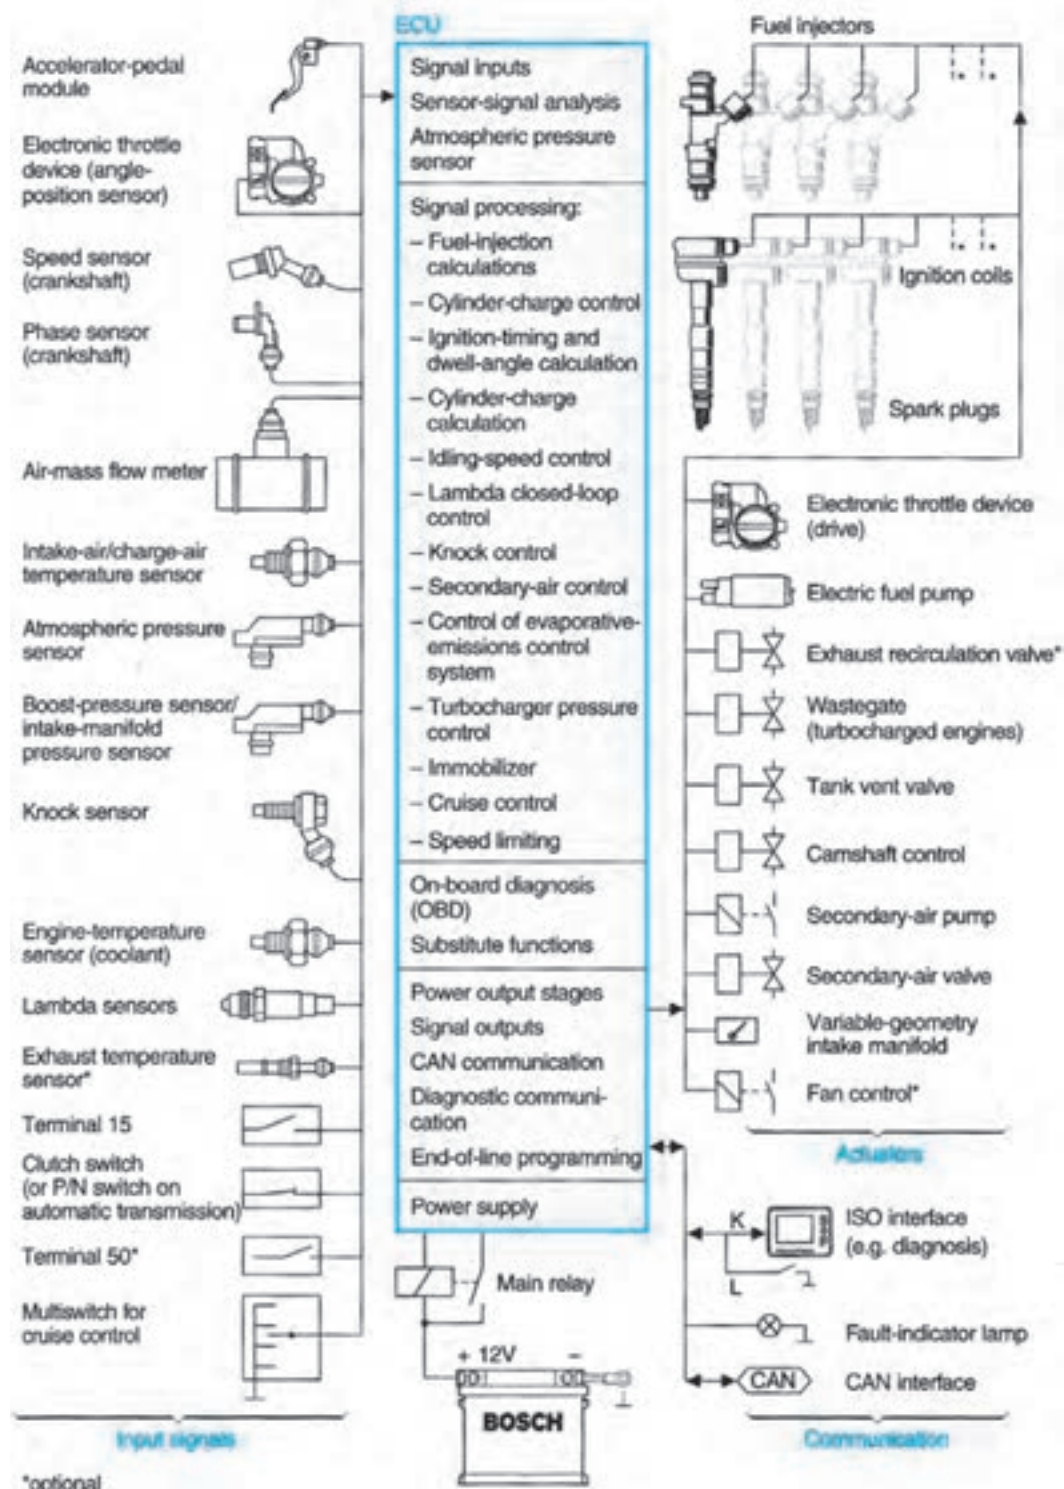 ECU
Fuel injectors
Accelerator-pedal
module
Electronic throttle
device (angle-
position sensor)
Speed sensor
(crankshaft)
Phase sensor
(crankshaft)
Air-mass flow meter
Intake-air/charge-air
temperature sensor
Atmospheric pressure
sensor
Boost-pressure sensor/
intake-manifold
pressure sensor
Knock sensor
Engine-temperature
sensor (coolant)
Lambda sensors
Exhaust temperature
sensor*
Terminal 15
Clutch switch
(or P/N switch on
automatic transmission)
Terminal 50*
Multiswitch for
cruise control
Input signals
*optional
Signal inputs
Sensor-signal analysis
Atmospheric pressure
sensor
Signal processing:
– Fuel-injection
calculations
– Cylinder-charge control
– Ignition-timing and
dwell-angle calculation
– Cylinder-charge
calculation
– Idling-speed control
– Lambda closed-loop
control
– Knock control
– Secondary-air control
– Control of evaporative-
emissions control
system
– Turbocharger pressure
control
– Immobilizer
– Cruise control
– Speed limiting
On-board diagnosis
(OBD)
Substitute functions
Power output stages
Signal outputs
CAN communication
Diagnostic communi-
cation
End-of-line programming
Power supply
Main relay
+ 12V –
BOSCH
* *
* *
Ignition coils
Spark plugs
Electronic throttle device
(drive)
Electric fuel pump
Exhaust recirculation valve*
Wastegate
(turbocharged engines)
Tank vent valve
Camshaft control
Secondary-air pump
Secondary-air valve
Variable-geometry
intake manifold
Fan control*
Actuators
K
L
ISO interface
(e.g. diagnosis)
Fault-indicator lamp
CAN
CAN interface
Communication